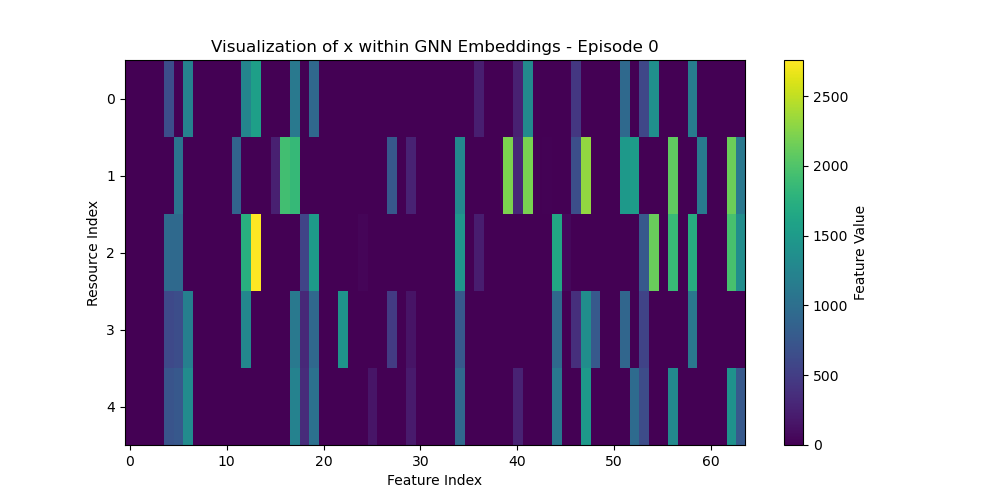 Visualization of x within GNN Embeddings - Episode 0
Resource Index
0
1
2
3
4
0 10 20 30 40 50 60
Feature Index
2500
2000
1500
1000
500
0
Feature Value